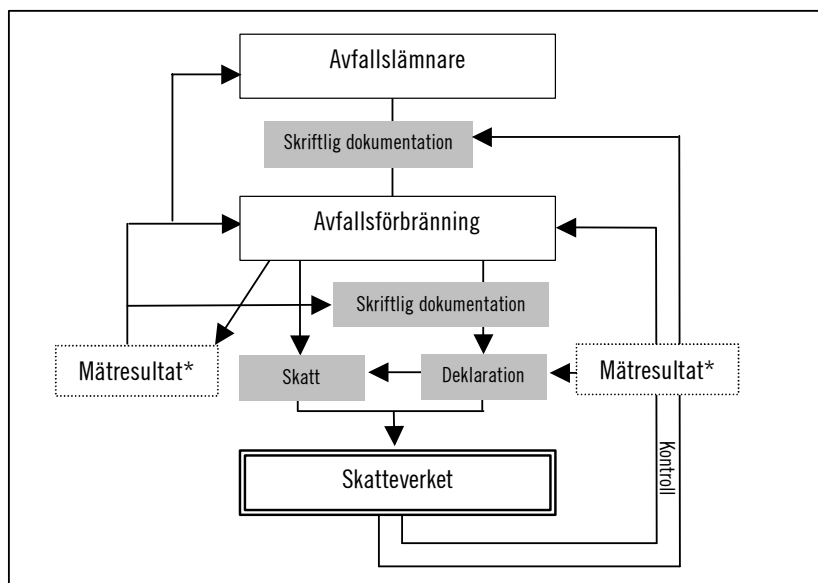 Avfallslämnare
Skriftlig dokumentation
Avfallsförbränning
Skriftlig dokumentation
Mätresultat*
Skatt
Deklaration
Mätresultat*
Kontroll
Skatteverket